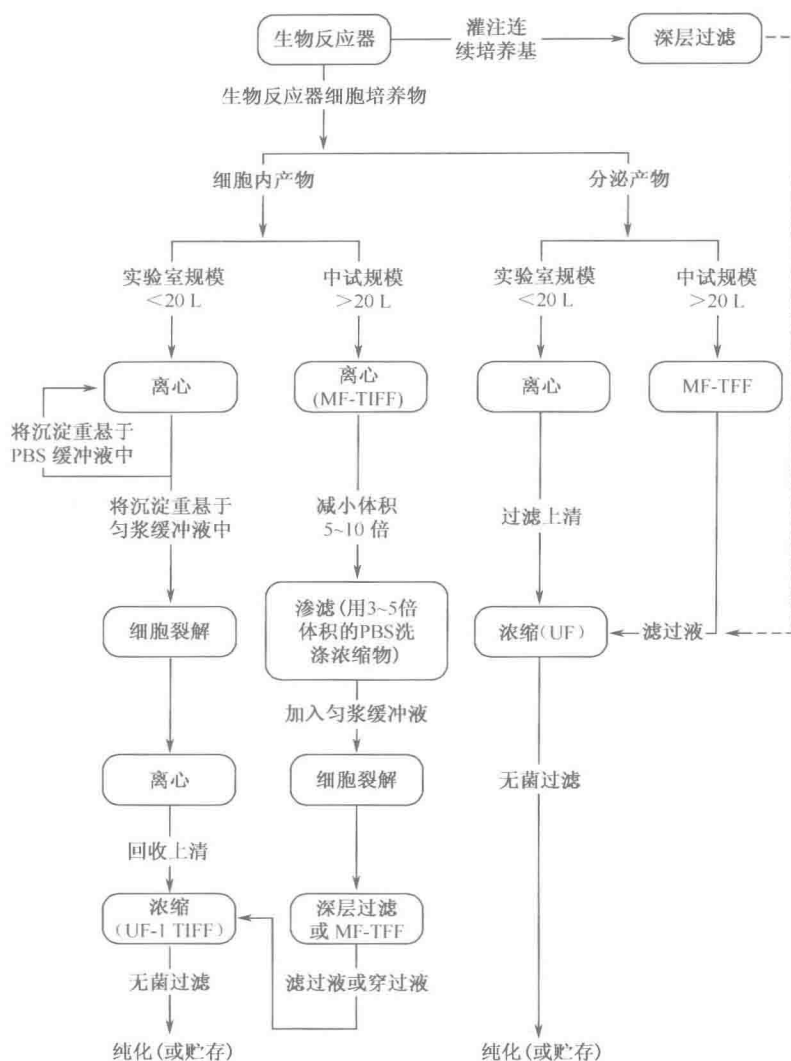 生物反应器
灌注连
续培养基
深层过滤
生物反应器细胞培养物
细胞内产物
分泌产物
实验室规模
<20 L
中试规模
>20 L
实验室规模
<20 L
中试规模
>20 L
离心
离心
(MF-TIFF)
离心
MF-TFF
将沉淀重悬于
PBS 缓冲液中
将沉淀重悬于
匀浆缓冲液中
减小体积
5~10 倍
过滤上清
细胞裂解
渗滤(用3~5倍
体积的PBS洗
涤浓缩物)
浓缩(UF)
滤过液
加入匀浆缓冲液
离心
细胞裂解
无菌过滤
回收上清
浓缩
(UF-1 TIFF)
深层过滤
或 MF-TFF
无菌过滤
滤过液或穿过液
纯化(或贮存)
纯化(或贮存)